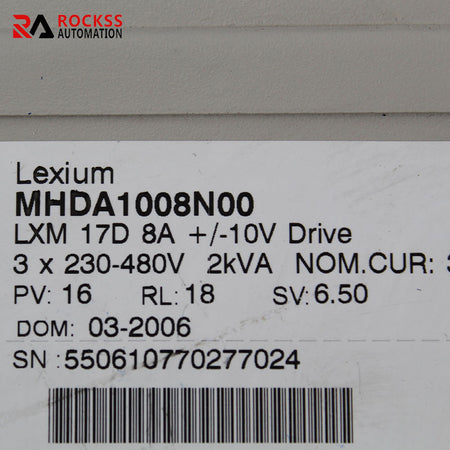 ROCKSS
AUTOMATION
Lexium
MHDA1008N00
LXM 17D 8A +/-10V Drive
3 x 230-480V 2kVA NOM.CUR:
PV: 16 RL: 18 SV: 6.50
DOM: 03-2006
SN : 550610770277024